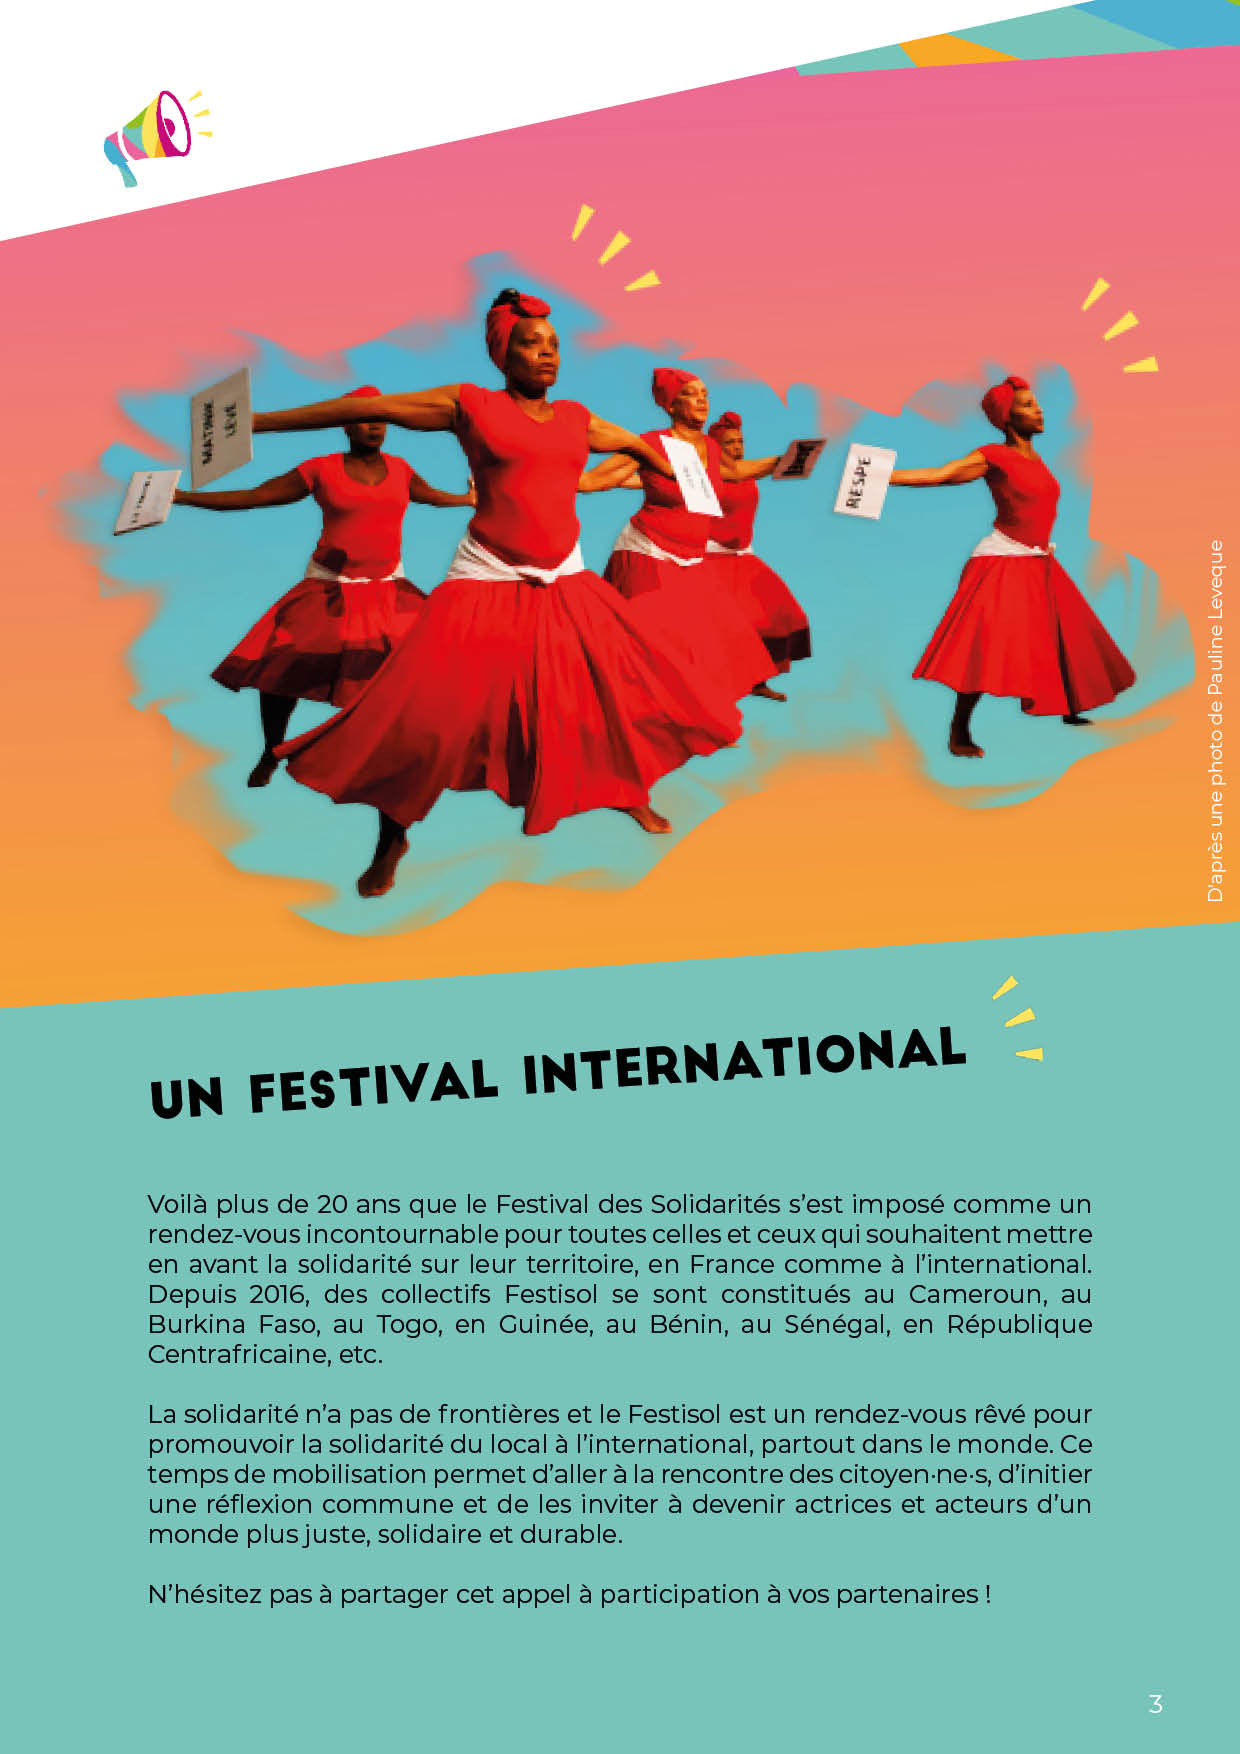 MATINIK
LÉVÉ
RESPÉ
D'après une photo de Pauline Leveque
UN FESTIVAL INTERNATIONAL
Voilà plus de 20 ans que le Festival des Solidarités s'est imposé comme un
rendez-vous incontournable pour toutes celles et ceux qui souhaitent mettre
en avant la solidarité sur leur territoire, en France comme à l'international.
Depuis 2016, des collectifs Festisol se sont constitués au Cameroun, au
Burkina Faso, au Togo, en Guinée, au Bénin, au Sénégal, en République
Centrafricaine, etc.
La solidarité n'a pas de frontières et le Festisol est un rendez-vous rêvé pour
promouvoir la solidarité du local à l'international, partout dans le monde. Ce
temps de mobilisation permet d'aller à la rencontre des citoyen·ne·s, d'initier
une réflexion commune et de les inviter à devenir actrices et acteurs d'un
monde plus juste, solidaire et durable.
N'hésitez pas à partager cet appel à participation à vos partenaires !
3